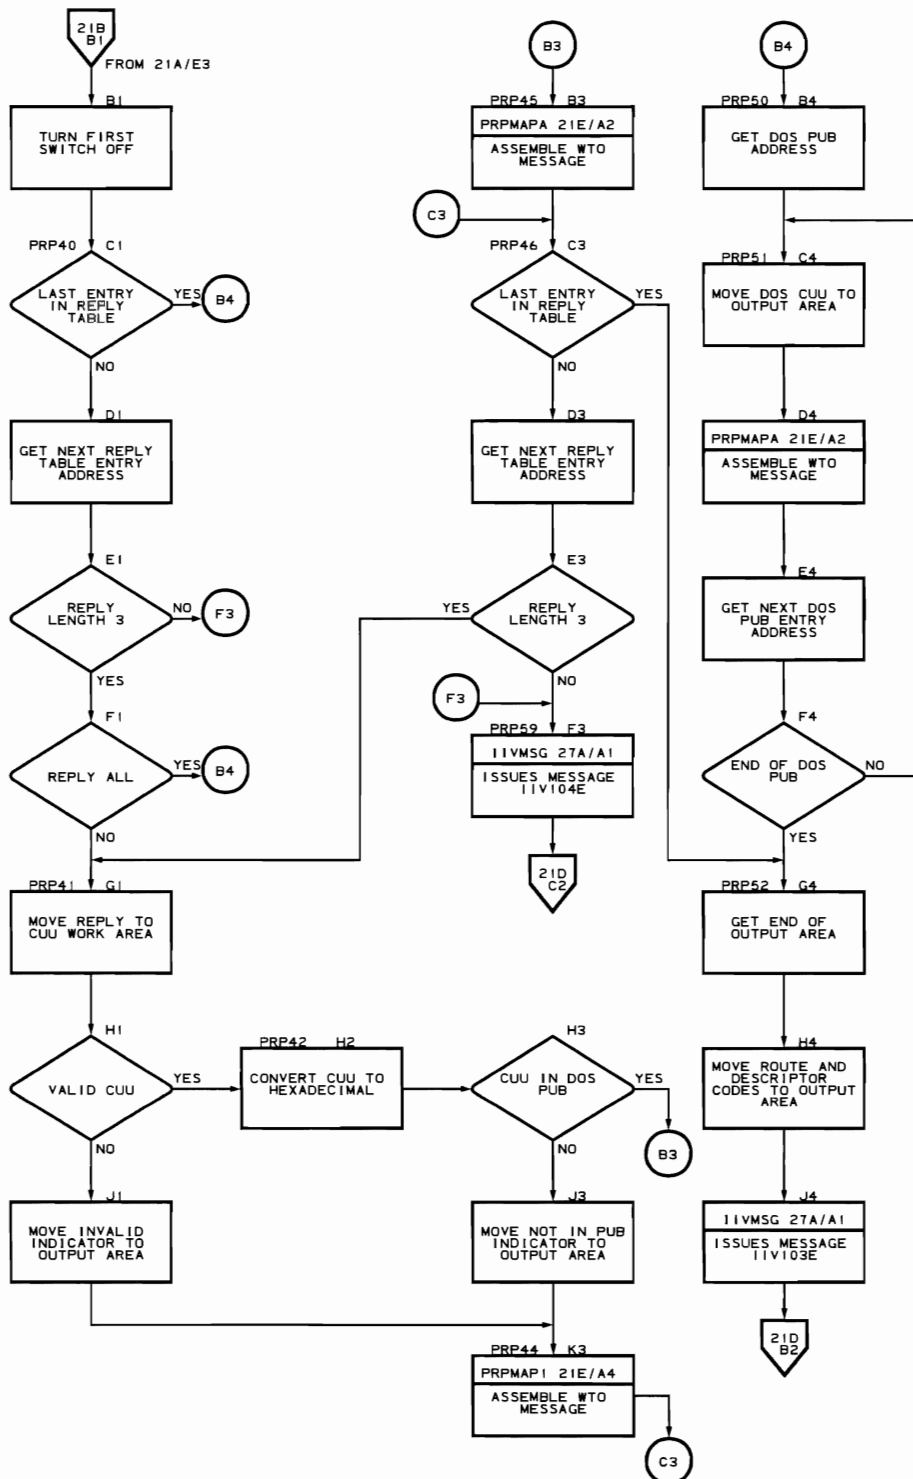 21B
B1
FROM 21A/E3
B1
TURN FIRST
SWITCH OFF
PRP40 C1
LAST ENTRY
IN REPLY
TABLE
YES
B4
NO
D1
GET NEXT REPLY
TABLE ENTRY
ADDRESS
E1
REPLY
LENGTH 3
NO
F3
YES
F1
REPLY ALL
YES
B4
NO
PRP41 G1
MOVE REPLY TO
CUU WORK AREA
H1
VALID CUU
YES
NO
J1
MOVE INVALID
INDICATOR TO
OUTPUT AREA
PRP42 H2
CONVERT CUU TO
HEXADECIMAL
B3
PRP45 B3
PRPMAPA 21E/A2
ASSEMBLE WTO
MESSAGE
C3
PRP46 C3
LAST ENTRY
IN REPLY
TABLE
YES
NO
D3
GET NEXT REPLY
TABLE ENTRY
ADDRESS
E3
YES
REPLY
LENGTH 3
NO
F3
PRP59 F3
IIVMSG 27A/A1
ISSUES MESSAGE
IIV104E
21D
C2
H3
CUU IN DOS
PUB
YES
B3
NO
J3
MOVE NOT IN PUB
INDICATOR TO
OUTPUT AREA
PRP44 K3
PRPMAP1 21E/A4
ASSEMBLE WTO
MESSAGE
C3
B4
PRP50 B4
GET DOS PUB
ADDRESS
PRP51 C4
MOVE DOS CUU TO
OUTPUT AREA
D4
PRPMAPA 21E/A2
ASSEMBLE WTO
MESSAGE
E4
GET NEXT DOS
PUB ENTRY
ADDRESS
F4
END OF DOS
PUB
NO
YES
PRP52 G4
GET END OF
OUTPUT AREA
H4
MOVE ROUTE AND
DESCRIPTOR
CODES TO OUTPUT
AREA
J4
IIVMSG 27A/A1
ISSUES MESSAGE
IIV103E
21D
B2